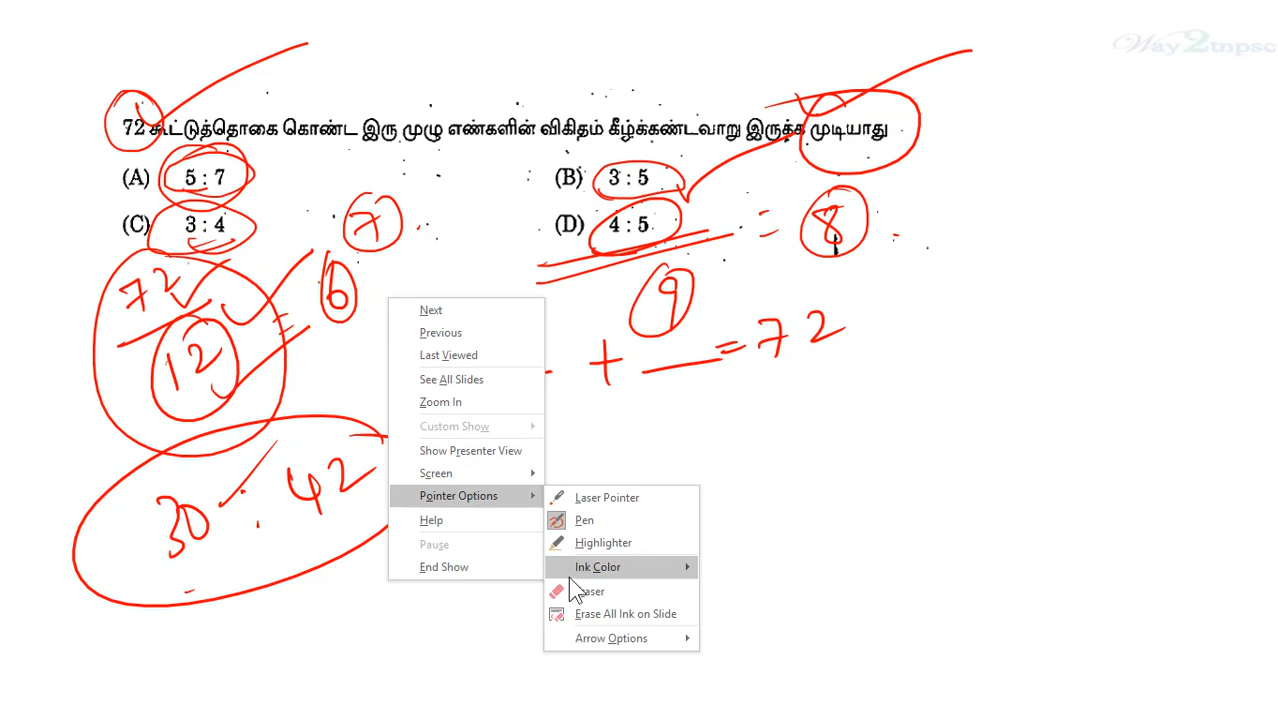 Way2tnpsc
72 கூட்டுத்தொகை கொண்ட இரு முழு எண்களின் விகிதம் கீழ்க்கண்டவாறு இருக்க முடியாது
(A) 5 : 7 (B) 3 : 5
(C) 3 : 4 (D) 4 : 5
7 = 8
72
12
= 6
9
+ = 72
30 : 42
Next
Previous
Last Viewed
See All Slides
Zoom In
Custom Show
Show Presenter View
Screen
Pointer Options
Help
Pause
End Show
Laser Pointer
Pen
Highlighter
Ink Color
Erase All Ink on Slide
Arrow Options